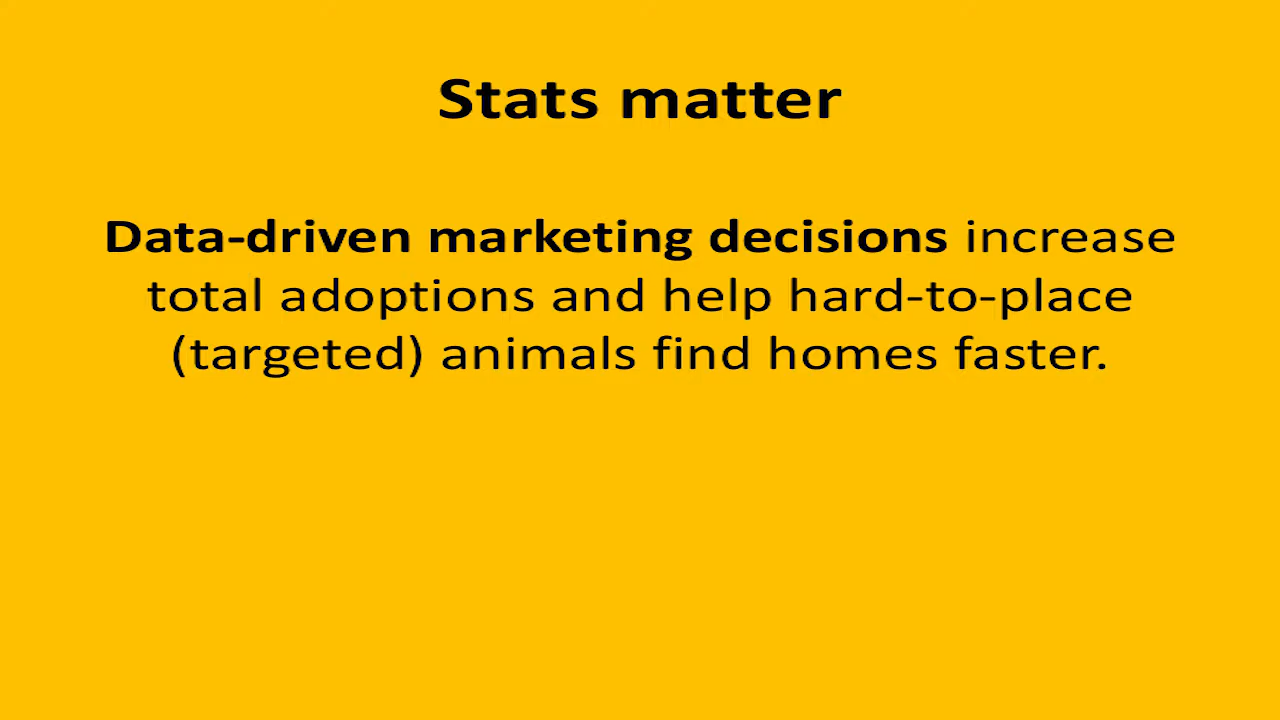 Stats matter
Data-driven marketing decisions increase
total adoptions and help hard-to-place
(targeted) animals find homes faster.